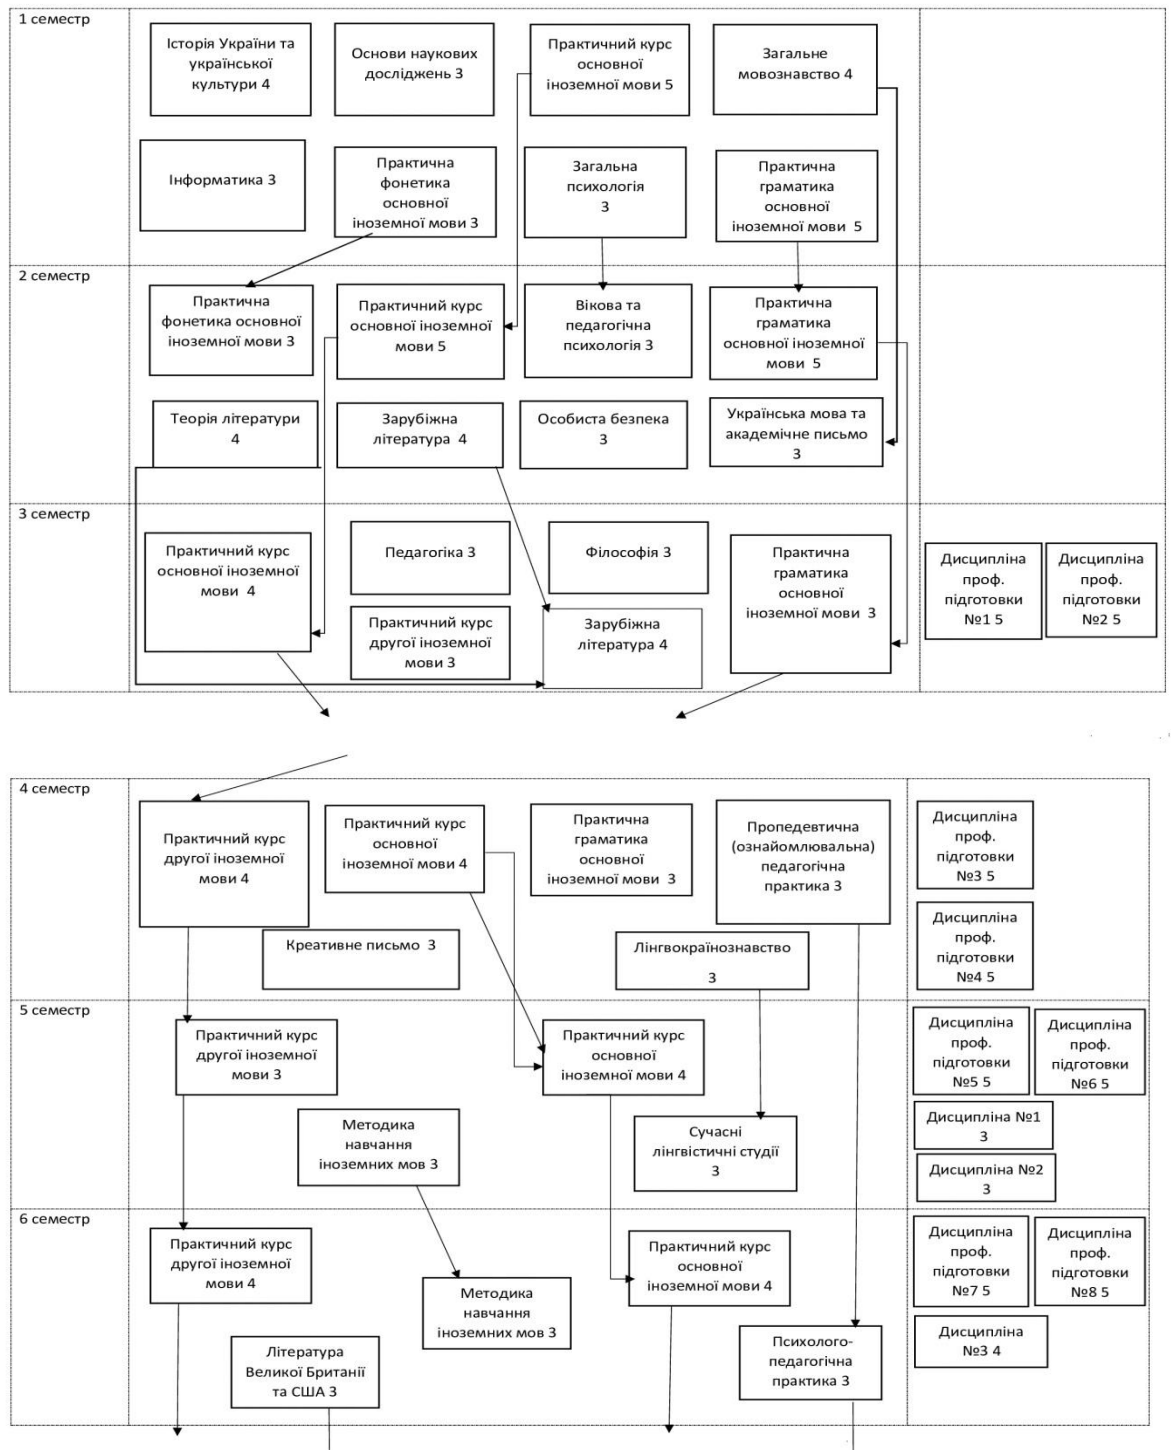 1 семестр
Історія України та
української
культури 4
Основи наукових
досліджень 3
Практичний курс
основної
іноземної мови 5
Загальне
мовознавство 4
Інформатика 3
Практична
фонетика
основної
іноземної мови 3
Загальна
психологія
3
Практична
граматика
основної
іноземної мови 5
2 семестр
Практична
фонетика основної
іноземної мови 3
Практичний курс
основної іноземної
мови 5
Вікова та
педагогічна
психологія 3
Практична
граматика
основної іноземної
мови 5
Теорія літератури
4
Зарубіжна
література 4
Особиста безпека
3
Українська мова та
академічне письмо
3
3 семестр
Практичний курс
основної іноземної
мови 4
Педагогіка 3
Філософія 3
Практична
граматика
основної
іноземної мови 3
Дисципліна
проф.
підготовки
№1 5
Дисципліна
проф.
підготовки
№2 5
Практичний курс
другої іноземної
мови 3
Зарубіжна
література 4
4 семестр
Практичний курс
другої іноземної
мови 4
Практичний курс
основної
іноземної мови 4
Практична
граматика
основної
іноземної мови 3
Пропедевтична
(ознайомлювальна)
педагогічна
практика 3
Дисципліна
проф.
підготовки
№3 5
Креативне письмо 3
Лінгвокраїнознавство
3
Дисципліна
проф.
підготовки
№4 5
5 семестр
Практичний курс
другої іноземної
мови 3
Практичний курс
основної
іноземної мови 4
Дисципліна
проф.
підготовки
№5 5
Дисципліна
проф.
підготовки
№6 5
Методика
навчання
іноземних мов 3
Сучасні
лінгвістичні студії
3
Дисципліна №1
3
Дисципліна №2
3
6 семестр
Практичний курс
другої іноземної
мови 4
Методика
навчання
іноземних мов 3
Практичний курс
основної
іноземної мови 4
Дисципліна
проф.
підготовки
№7 5
Дисципліна
проф.
підготовки
№8 5
Література
Великої Британії
та США 3
Психолого-
педагогічна
практика 3
Дисципліна
№3 4